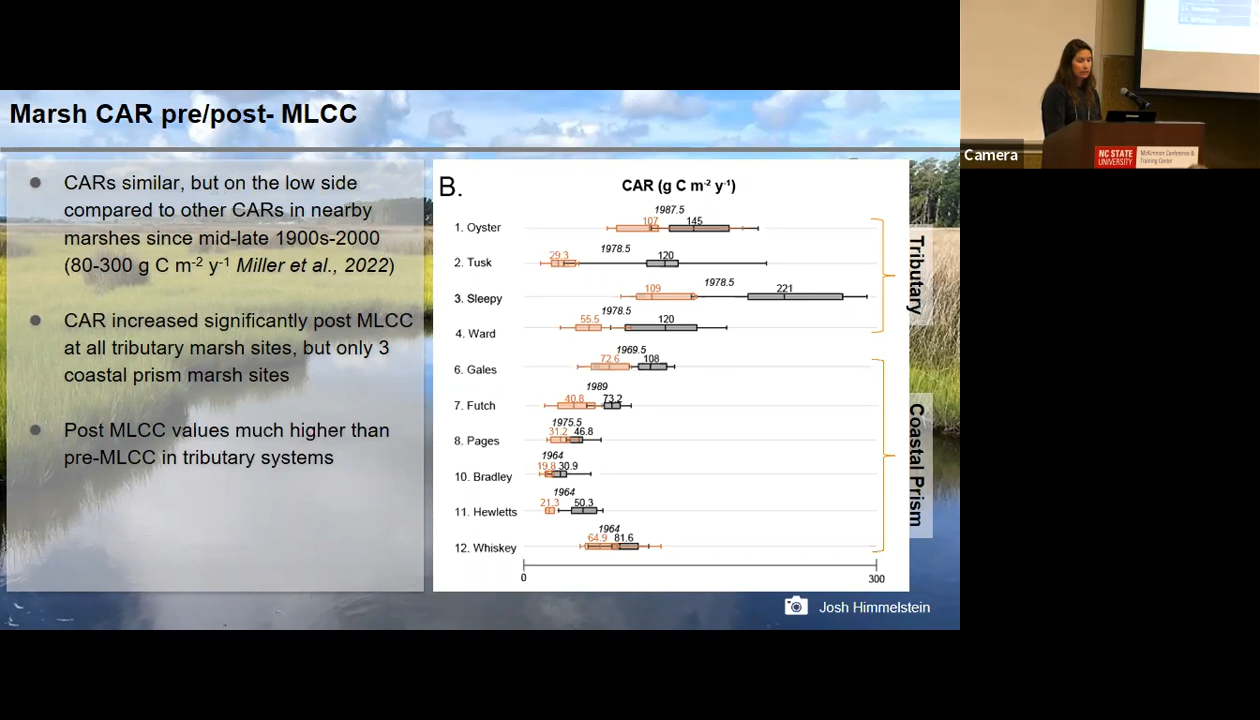 Marsh CAR pre/post- MLCC
CARs similar, but on the low side
compared to other CARs in nearby
marshes since mid-late 1900s-2000
(80-300 g C m⁻² y⁻¹ Miller et al., 2022)
CAR increased significantly post MLCC
at all tributary marsh sites, but only 3
coastal prism marsh sites
Post MLCC values much higher than
pre-MLCC in tributary systems
B.
CAR (g C m⁻² y⁻¹)
1987.5
1. Oyster 107 145
1978.5
2. Tusk 29.3 120
1978.5
3. Sleepy 109 221
1978.5
4. Ward 55.5 120
1969.5
6. Gales 72.6 108
1989
7. Futch 40.8 73.2
1975.5
8. Pages 31.2 46.8
1964
10. Bradley 19.8 30.9
1964
11. Hewletts 21.3 50.3
1964
12. Whiskey 64.9 81.6
0 300
Tributary
Coastal Prism
Josh Himmelstein
Camera
NC STATE
UNIVERSITY
McKimmon Conference &
Training Center